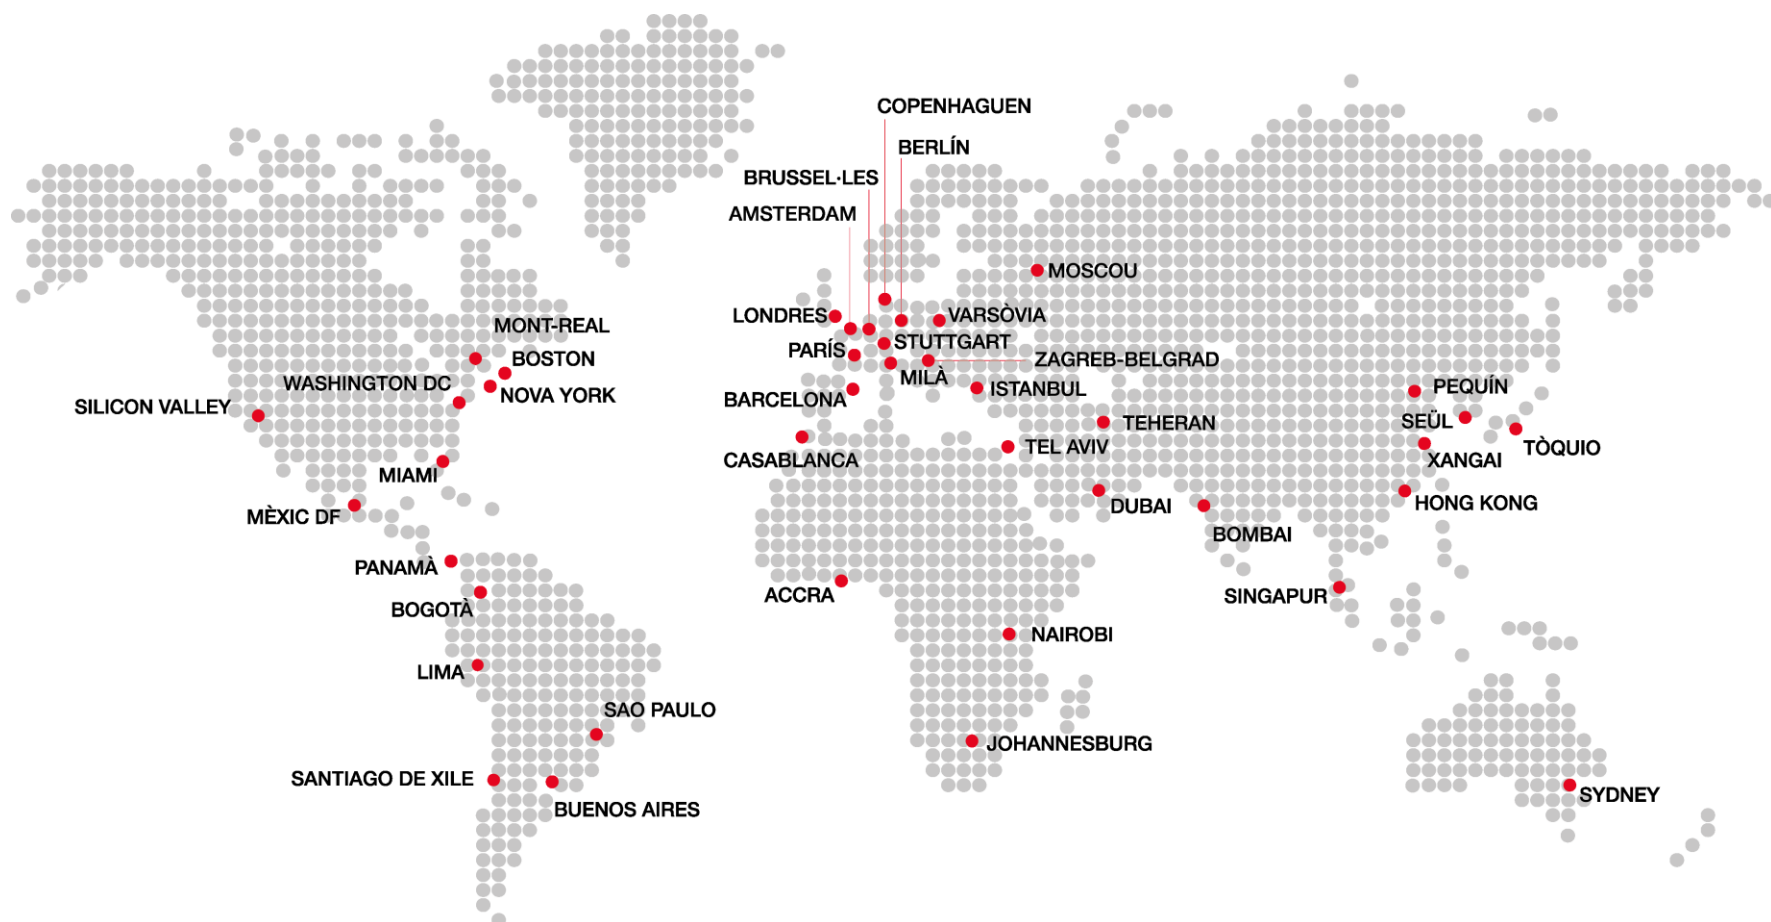 COPENHAGUEN
BERLÍN
BRUSSEL·LES
AMSTERDAM
MOSCOU
LONDRES
VARSÒVIA
MONT-REAL
STUTTGART
PARÍS
BOSTON
ZAGREB-BELGRAD
WASHINGTON DC
MILÀ
PEQUÍN
ISTANBUL
NOVA YORK
BARCELONA
SILICON VALLEY
SEÜL
TEHERAN
TEL AVIV
TÒQUIO
CASABLANCA
XANGAI
MIAMI
HONG KONG
DUBAI
MÈXIC DF
BOMBAI
PANAMÀ
ACCRA
SINGAPUR
BOGOTÀ
NAIROBI
LIMA
SAO PAULO
JOHANNESBURG
SANTIAGO DE XILE
SYDNEY
BUENOS AIRES